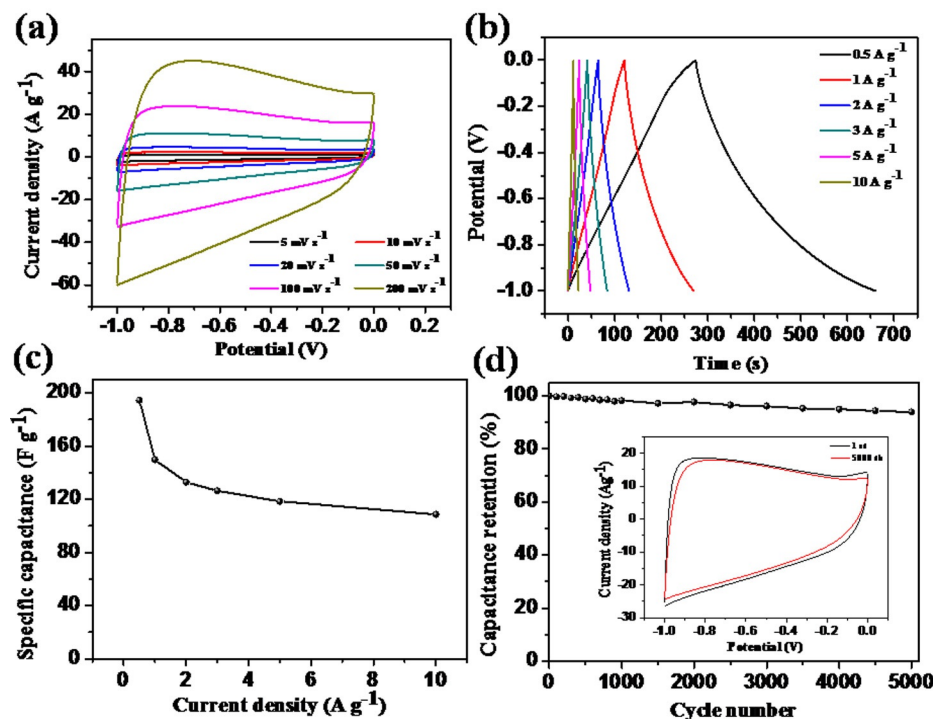 (a)
Current density (A g⁻¹)
40
20
0
-20
-40
-60
5 mV z⁻¹ 10 mV z⁻¹
20 mV z⁻¹ 50 mV z⁻¹
100 mV z⁻¹ 200 mV z⁻¹
-1.0 -0.8 -0.6 -0.4 -0.2 0.0 0.2
Potential (V)
(b)
Potential (V)
0.0
-0.2
-0.4
-0.6
-0.8
-1.0
0.5 A g⁻¹
1 A g⁻¹
2 A g⁻¹
3 A g⁻¹
5 A g⁻¹
10 A g⁻¹
0 100 200 300 400 500 600 700
Time (s)
(c)
Specific capacitance (F g⁻¹)
200
160
120
80
40
0
0 2 4 6 8 10
Current density (A g⁻¹)
(d)
Capacitance retention (%)
100
80
60
40
20
0
Current density (Ag⁻¹)
20
10
0
-10
-20
-30
1 st
5000 th
-1.0 -0.8 -0.6 -0.4 -0.2 0.0
Potential (V)
0 1000 2000 3000 4000 5000
Cycle number